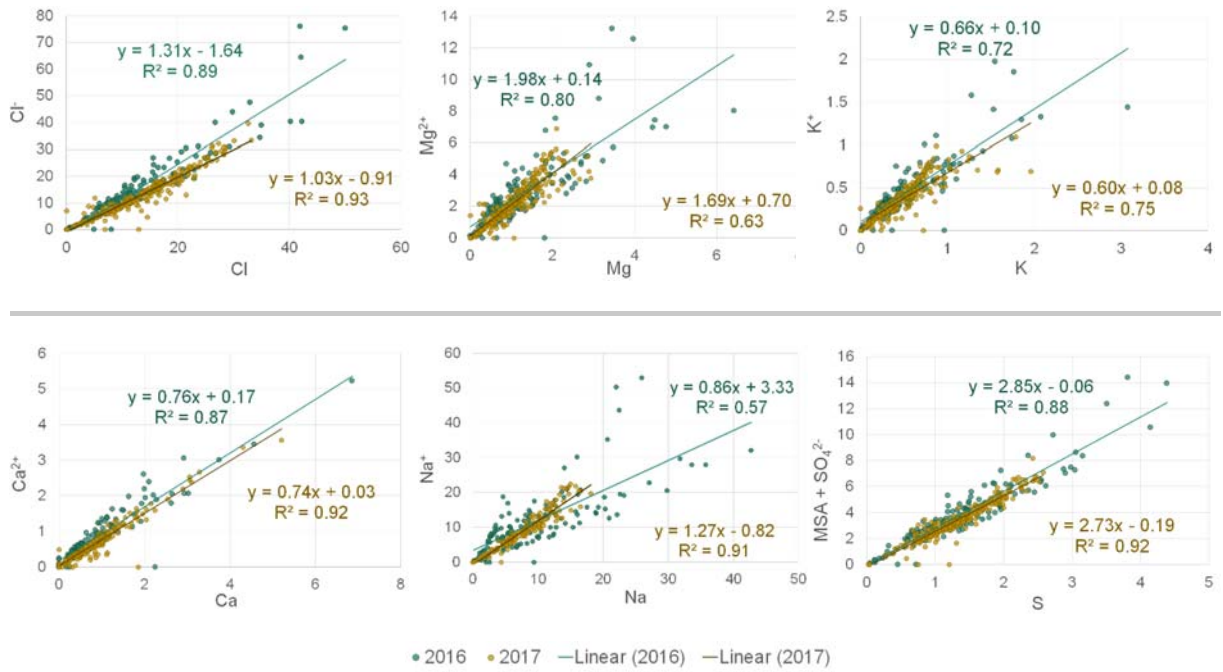 80
70
60
50
40
30
20
10
0
Cl-
y = 1.31x - 1.64
R² = 0.89
y = 1.03x - 0.91
R² = 0.93
0 20 40 60
Cl
14
12
10
8
6
4
2
0
Mg2+
y = 1.98x + 0.14
R² = 0.80
y = 1.69x + 0.70
R² = 0.63
0 2 4 6
Mg
2.5
2
1.5
1
0.5
0
K+
y = 0.66x + 0.10
R² = 0.72
y = 0.60x + 0.08
R² = 0.75
0 1 2 3 4
K
6
5
4
3
2
1
0
Ca2+
y = 0.76x + 0.17
R² = 0.87
y = 0.74x + 0.03
R² = 0.92
0 2 4 6 8
Ca
60
50
40
30
20
10
0
Na+
y = 0.86x + 3.33
R² = 0.57
y = 1.27x - 0.82
R² = 0.91
0 10 20 30 40 50
Na
16
14
12
10
8
6
4
2
0
MSA + SO₄²⁻
y = 2.85x - 0.06
R² = 0.88
y = 2.73x - 0.19
R² = 0.92
0 1 2 3 4 5
S
2016 2017 Linear (2016) Linear (2017)